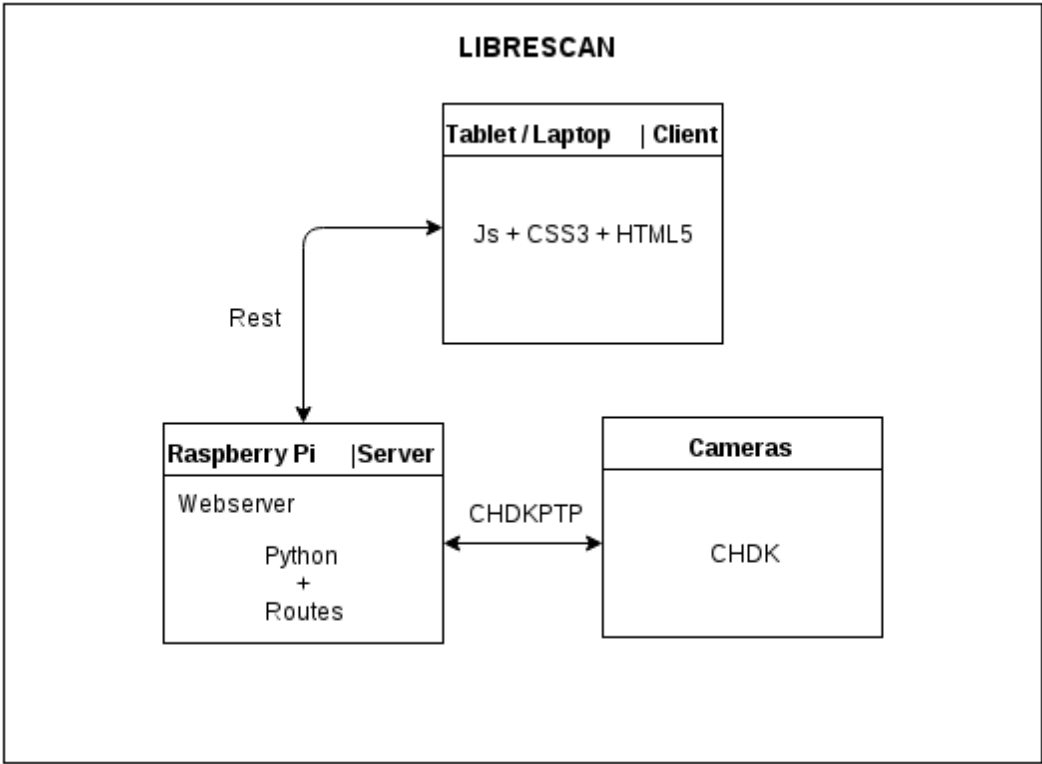 LIBRESCAN
Tablet / Laptop | Client
Js + CSS3 + HTML5
Rest
Raspberry Pi |Server
Webserver
Python
+
Routes
CHDKPTP
Cameras
CHDK